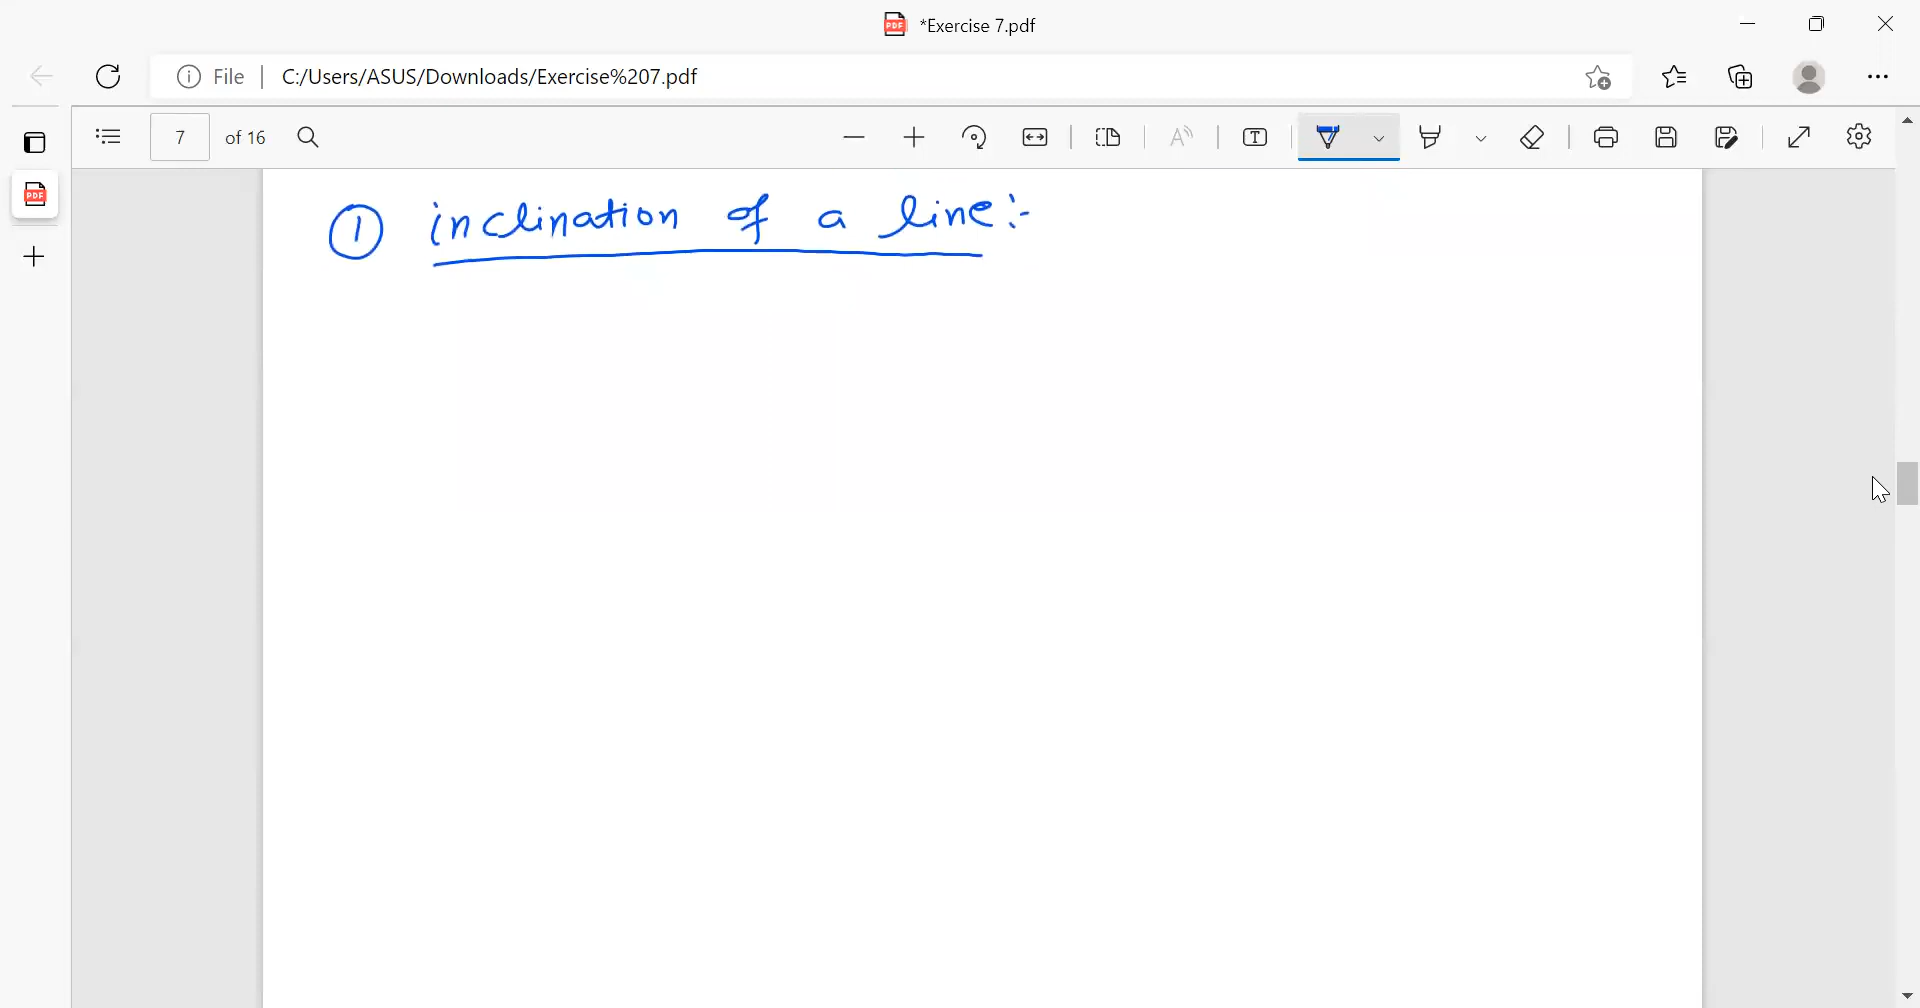 *Exercise 7.pdf
File C:/Users/ASUS/Downloads/Exercise%207.pdf
7 of 16
① inclination of a line:-